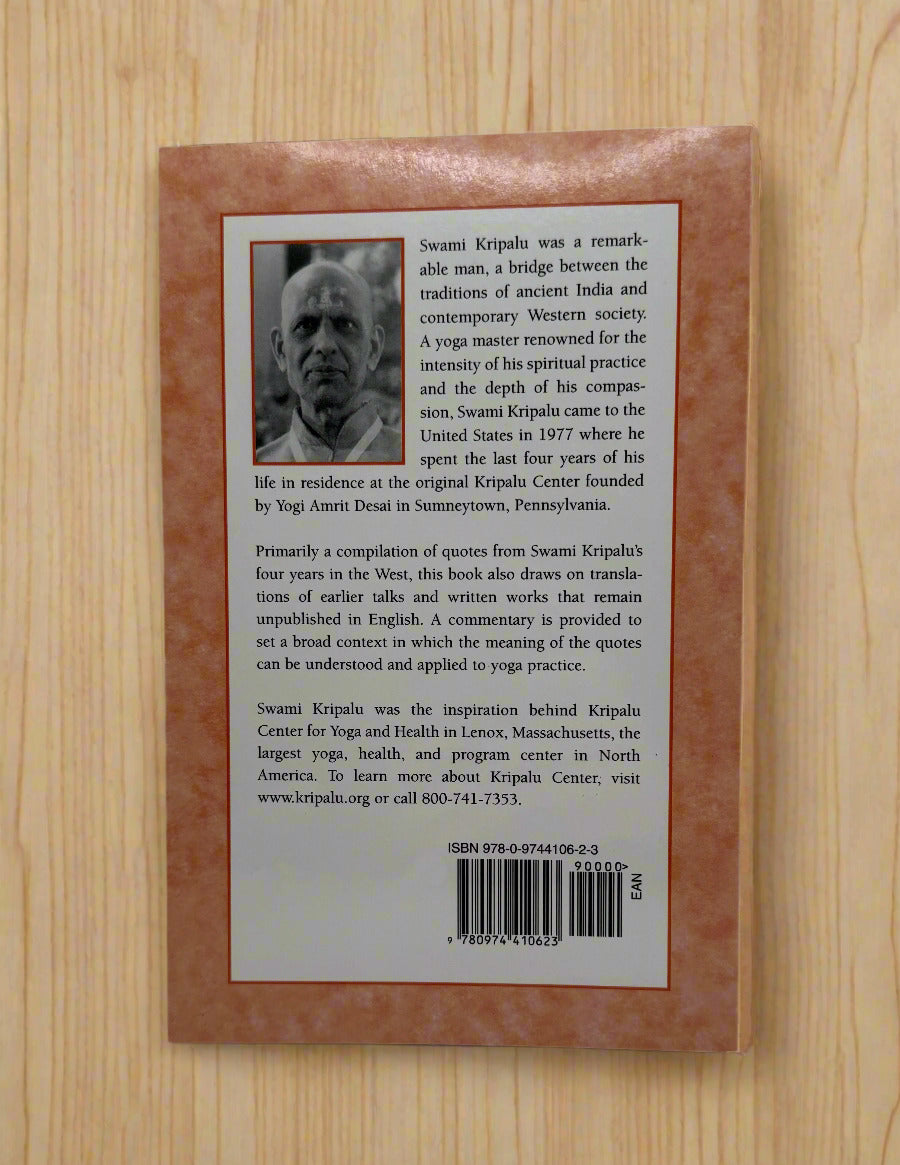 Swami Kripalu was a remark-
able man, a bridge between the
traditions of ancient India and
contemporary Western society.
A yoga master renowned for the
intensity of his spiritual practice
and the depth of his compas-
sion, Swami Kripalu came to the
United States in 1977 where he
spent the last four years of his
life in residence at the original Kripalu Center founded
by Yogi Amrit Desai in Sumneytown, Pennsylvania.
Primarily a compilation of quotes from Swami Kripalu's
four years in the West, this book also draws on transla-
tions of earlier talks and written works that remain
unpublished in English. A commentary is provided to
set a broad context in which the meaning of the quotes
can be understood and applied to yoga practice.
Swami Kripalu was the inspiration behind Kripalu
Center for Yoga and Health in Lenox, Massachusetts, the
largest yoga, health, and program center in North
America. To learn more about Kripalu Center, visit
www.kripalu.org or call 800-741-7353.
ISBN 978-0-9744106-2-3
90000>
EAN
9 780974 410623